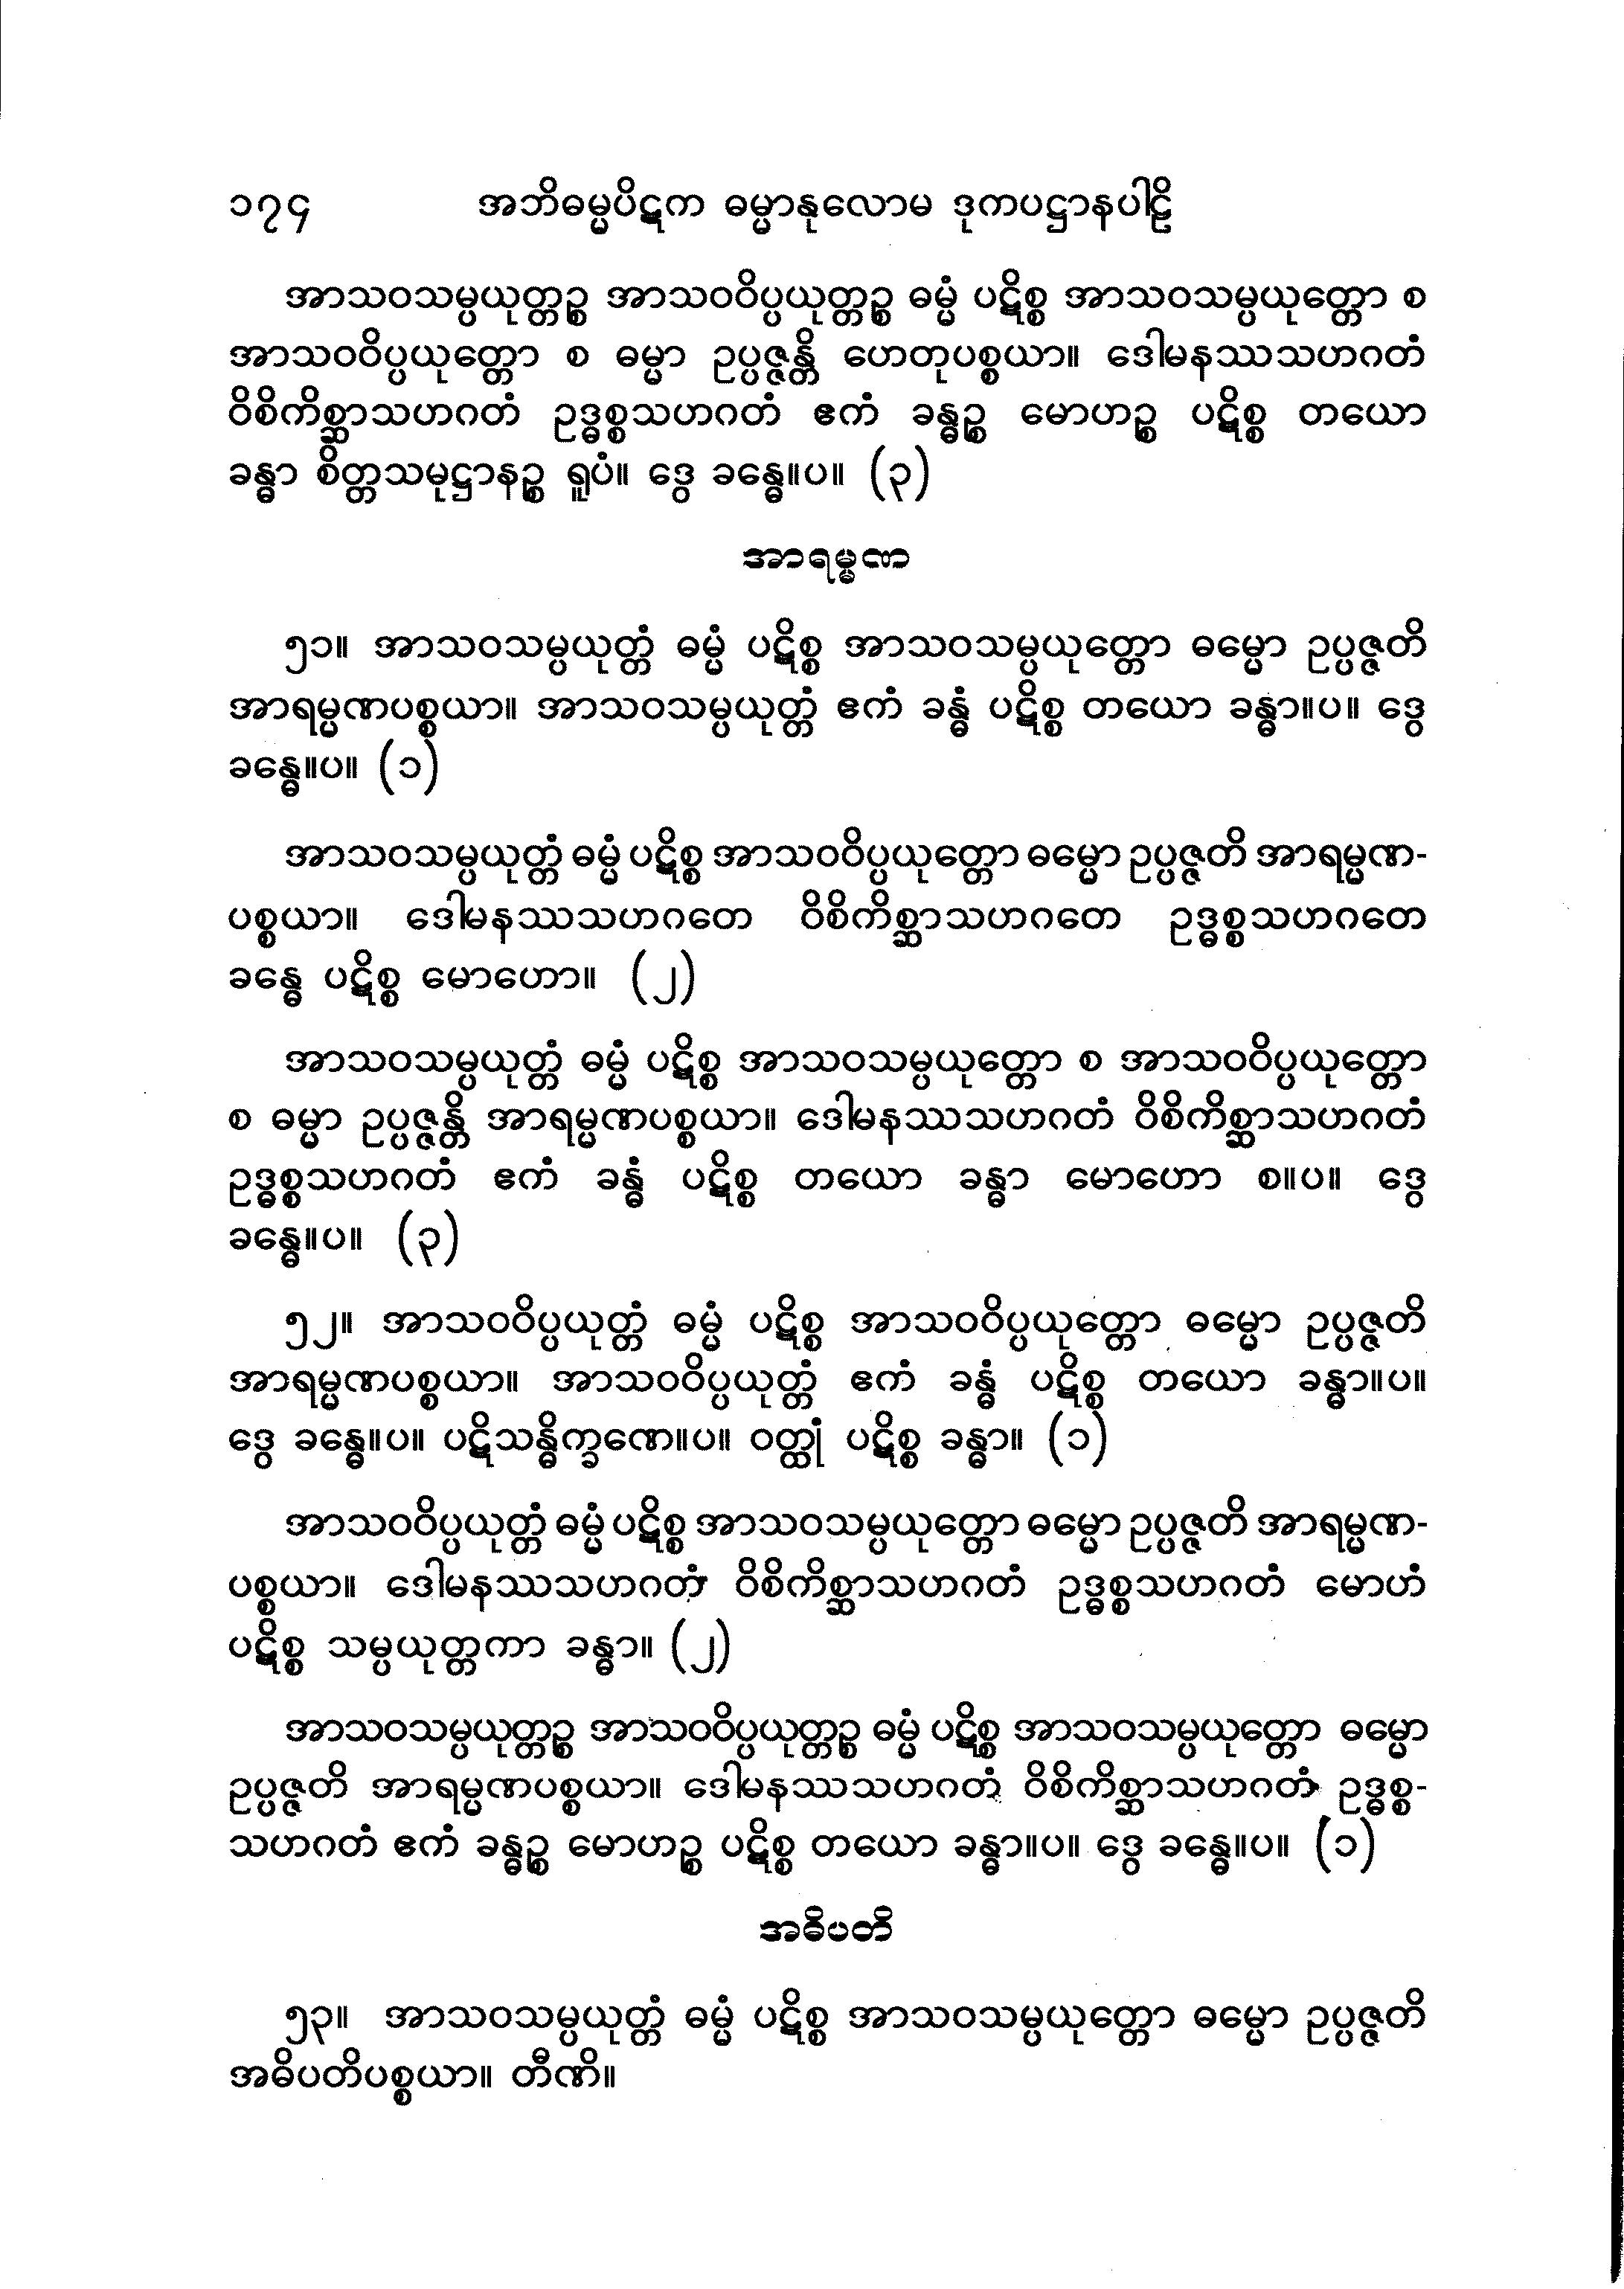 ၁၇၄ အဘိဓမ္မပိဋက ဓမ္မာနုလောမ ဒုကပဋ္ဌာနပါဠိ
အာသဝသမ္ပယုတ္တဉ္စ အာသဝဝိပ္ပယုတ္တဉ္စ ဓမ္မံ ပဋိစ္စ အာသဝသမ္ပယုတ္တော စ
အာသဝဝိပ္ပယုတ္တော စ ဓမ္မာ ဥပ္ပဇ္ဇန္တိ ဟေတုပစ္စယာ။ ဒေါမနဿသဟဂတံ
ဝိစိကိစ္ဆာသဟဂတံ ဥဒ္ဓစ္စသဟဂတံ ဧကံ ခန္ဓဉ္စ မောဟဉ္စ ပဋိစ္စ တယော
ခန္ဓာ စိတ္တသမုဋ္ဌာနဉ္စ ရူပံ။ ဒွေ ခန္ဓေ။ပ။ (၃)
အာရမ္မဏ
၅၁။ အာသဝသမ္ပယုတ္တံ ဓမ္မံ ပဋိစ္စ အာသဝသမ္ပယုတ္တော ဓမ္မော ဥပ္ပဇ္ဇတိ
အာရမ္မဏပစ္စယာ။ အာသဝသမ္ပယုတ္တံ ဧကံ ခန္ဓံ ပဋိစ္စ တယော ခန္ဓာ။ပ။ ဒွေ
ခန္ဓေ။ပ။ (၁)
အာသဝသမ္ပယုတ္တံ ဓမ္မံ ပဋိစ္စ အာသဝဝိပ္ပယုတ္တော ဓမ္မော ဥပ္ပဇ္ဇတိ အာရမ္မဏ-
ပစ္စယာ။ ဒေါမနဿသဟဂတေ ဝိစိကိစ္ဆာသဟဂတေ ဥဒ္ဓစ္စသဟဂတေ
ခန္ဓေ ပဋိစ္စ မောဟော။ (၂)
အာသဝသမ္ပယုတ္တံ ဓမ္မံ ပဋိစ္စ အာသဝသမ္ပယုတ္တော စ အာသဝဝိပ္ပယုတ္တော
စ ဓမ္မာ ဥပ္ပဇ္ဇန္တိ အာရမ္မဏပစ္စယာ။ ဒေါမနဿသဟဂတံ ဝိစိကိစ္ဆာသဟဂတံ
ဥဒ္ဓစ္စသဟဂတံ ဧကံ ခန္ဓံ ပဋိစ္စ တယော ခန္ဓာ မောဟော စ။ပ။ ဒွေ
ခန္ဓေ။ပ။ (၃)
၅၂။ အာသဝဝိပ္ပယုတ္တံ ဓမ္မံ ပဋိစ္စ အာသဝဝိပ္ပယုတ္တော ဓမ္မော ဥပ္ပဇ္ဇတိ
အာရမ္မဏပစ္စယာ။ အာသဝဝိပ္ပယုတ္တံ ဧကံ ခန္ဓံ ပဋိစ္စ တယော ခန္ဓာ။ပ။
ဒွေ ခန္ဓေ။ပ။ ပဋိသန္ဓိက္ခဏေ။ပ။ ဝတ္ထုံ ပဋိစ္စ ခန္ဓာ။ (၁)
အာသဝဝိပ္ပယုတ္တံ ဓမ္မံ ပဋိစ္စ အာသဝသမ္ပယုတ္တော ဓမ္မော ဥပ္ပဇ္ဇတိ အာရမ္မဏ-
ပစ္စယာ။ ဒေါမနဿသဟဂတံ ဝိစိကိစ္ဆာသဟဂတံ ဥဒ္ဓစ္စသဟဂတံ မောဟံ
ပဋိစ္စ သမ္ပယုတ္တကာ ခန္ဓာ။ (၂)
အာသဝသမ္ပယုတ္တဉ္စ အာသဝဝိပ္ပယုတ္တဉ္စ ဓမ္မံ ပဋိစ္စ အာသဝသမ္ပယုတ္တော ဓမ္မော
ဥပ္ပဇ္ဇတိ အာရမ္မဏပစ္စယာ။ ဒေါမနဿသဟဂတံ ဝိစိကိစ္ဆာသဟဂတံ ဥဒ္ဓစ္စ-
သဟဂတံ ဧကံ ခန္ဓဉ္စ မောဟဉ္စ ပဋိစ္စ တယော ခန္ဓာ။ပ။ ဒွေ ခန္ဓေ။ပ။ (၁)
အဓိပတိ
၅၃။ အာသဝသမ္ပယုတ္တံ ဓမ္မံ ပဋိစ္စ အာသဝသမ္ပယုတ္တော ဓမ္မော ဥပ္ပဇ္ဇတိ
အဓိပတိပစ္စယာ။ တီဏိ။